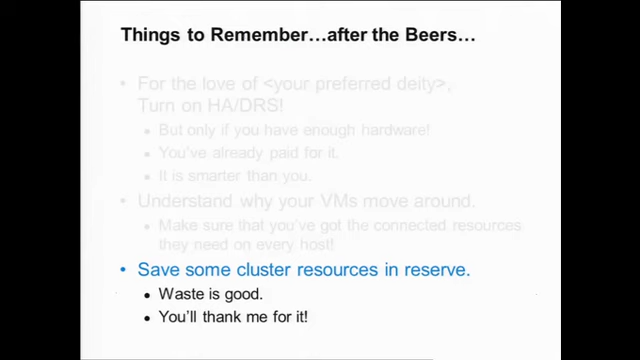 Things to Remember…after the Beers…
• For the love of <your preferred deity>,
Turn on HA/DRS!
• But only if you have enough hardware!
• You've already paid for it.
• It is smarter than you.
• Understand why your VMs move around.
• Make sure that you've got the connected resources
they need on every host!
• Save some cluster resources in reserve.
• Waste is good.
• You'll thank me for it!